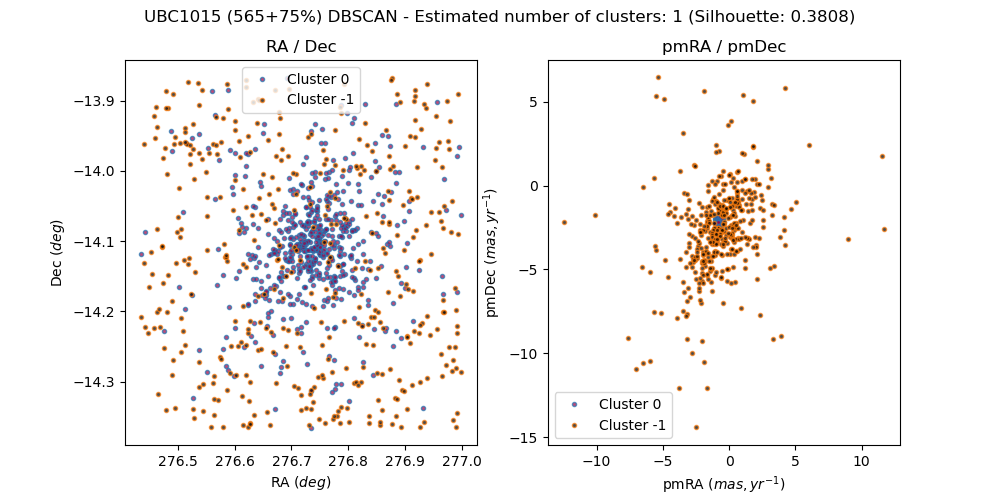 UBC1015 (565+75%) DBSCAN - Estimated number of clusters: 1 (Silhouette: 0.3808)
RA / Dec
Cluster 0
Cluster -1
−13.9
−14.0
−14.1
−14.2
−14.3
Dec (deg)
276.5 276.6 276.7 276.8 276.9 277.0
RA (deg)
pmRA / pmDec
5
0
−5
−10
−15
pmDec (mas, yr⁻¹)
Cluster 0
Cluster -1
−10 −5 0 5 10
pmRA (mas, yr⁻¹)